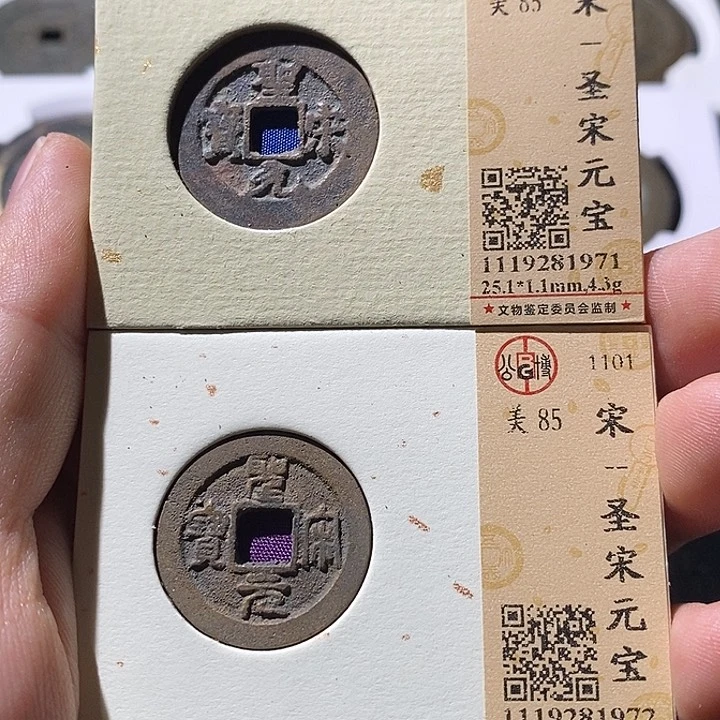 美 85
宋
--
圣宋元宝
1119281971
25.1*1.1mm,4.3g
★文物鉴定委员会监制★
聖宋元寶
公博
1101
美 85
宋
--
圣宋元宝
1119281972
聖宋元寶